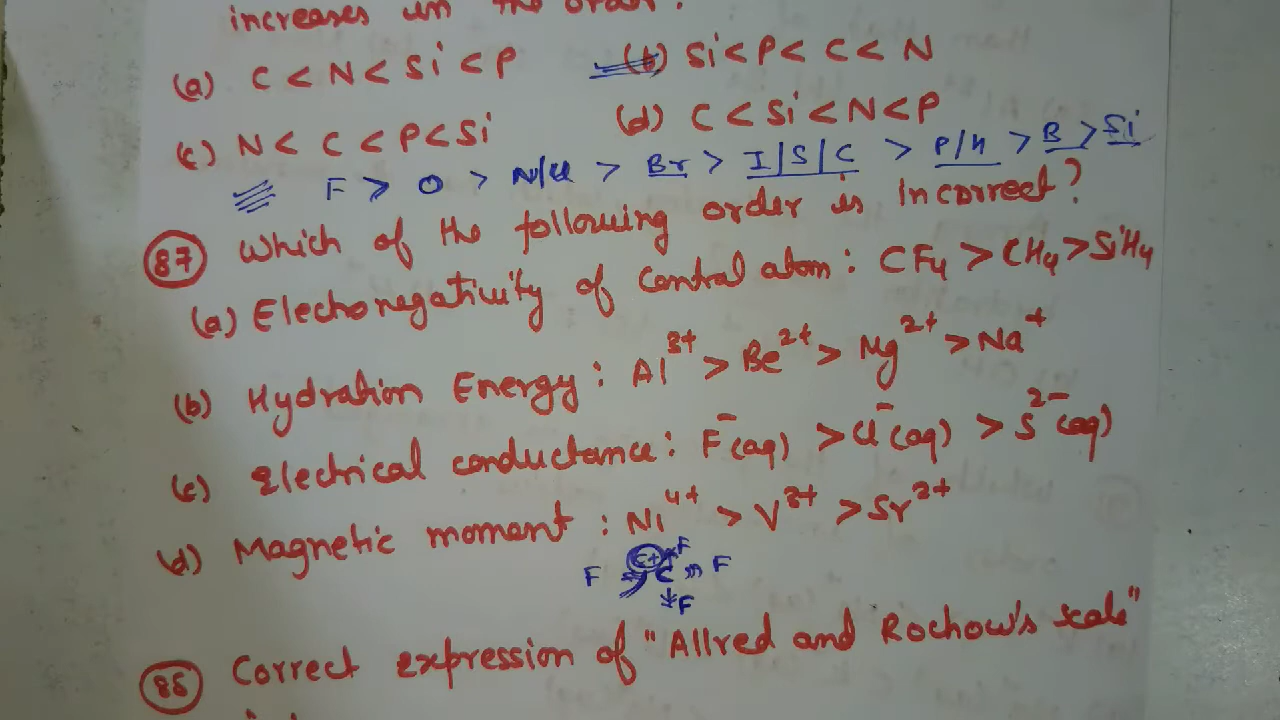 increases in the order?
(a) C < N < Si < P (b) Si < P < C < N
(c) N < C < P < Si (d) C < Si < N < P
F > O > N/Cl > Br > I/S/C > P/H > B > Si
87 Which of the following order is incorrect?
(a) Electronegativity of Central atom: CF₄ > CH₄ > SiH₄
(b) Hydration Energy: Al³⁺ > Be²⁺ > Mg²⁺ > Na⁺
(c) Electrical conductance: F⁻(aq) > Cl⁻(aq) > S²⁻(aq)
(d) Magnetic moment: Ni⁴⁺ > V³⁺ > Sr²⁺
F C F
F
F
88 Correct expression of "Allred and Rochow's scale"